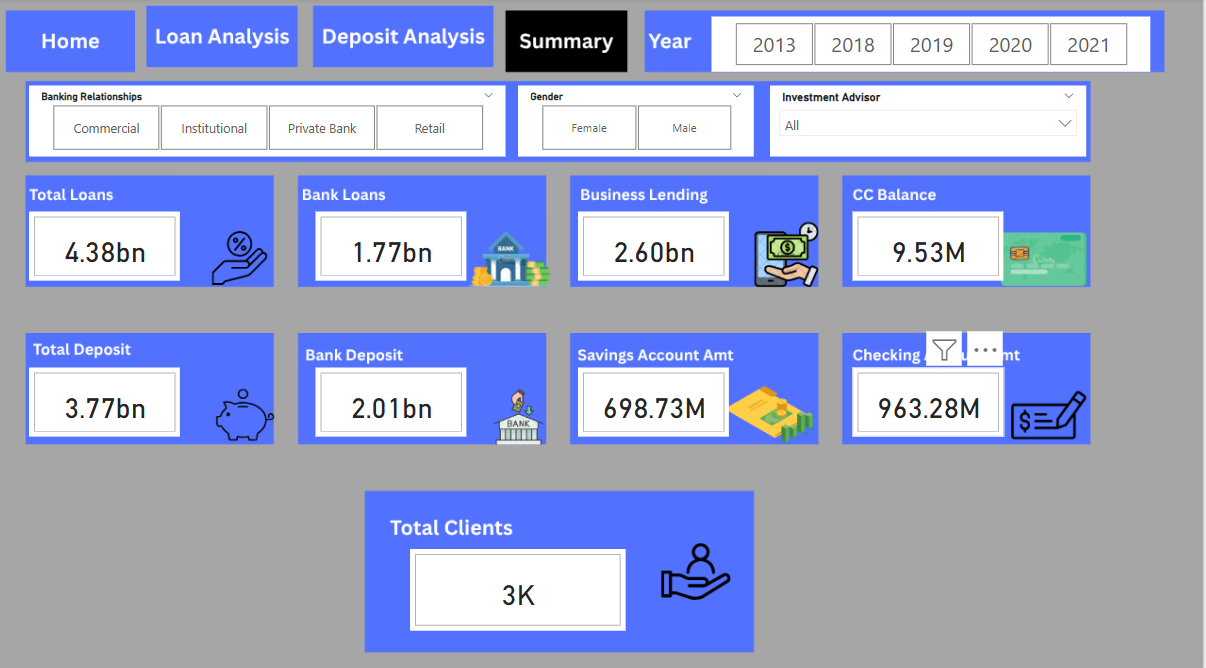 Home
Loan Analysis
Deposit Analysis
Summary
Year
2013
2018
2019
2020
2021
Banking Relationships
Commercial
Institutional
Private Bank
Retail
Gender
Female
Male
Investment Advisor
All
Total Loans
4.38bn
Bank Loans
1.77bn
BANK
Business Lending
2.60bn
$
CC Balance
9.53M
Total Deposit
3.77bn
Bank Deposit
2.01bn
BANK
Savings Account Amt
698.73M
Checking
mt
963.28M
$
Total Clients
3K